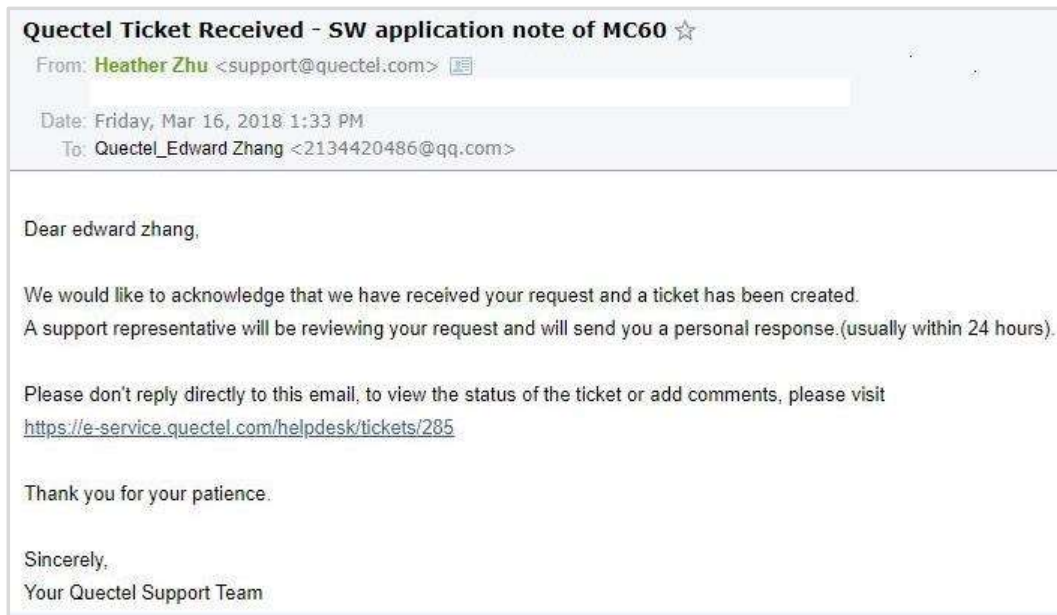 Quectel Ticket Received - SW application note of MC60 ☆
From: Heather Zhu <support@quectel.com>
Date: Friday, Mar 16, 2018 1:33 PM
To: Quectel_Edward Zhang <2134420486@qq.com>
Dear edward zhang,
We would like to acknowledge that we have received your request and a ticket has been created.
A support representative will be reviewing your request and will send you a personal response.(usually within 24 hours).
Please don't reply directly to this email, to view the status of the ticket or add comments, please visit
https://e-service.quectel.com/helpdesk/tickets/285
Thank you for your patience.
Sincerely,
Your Quectel Support Team